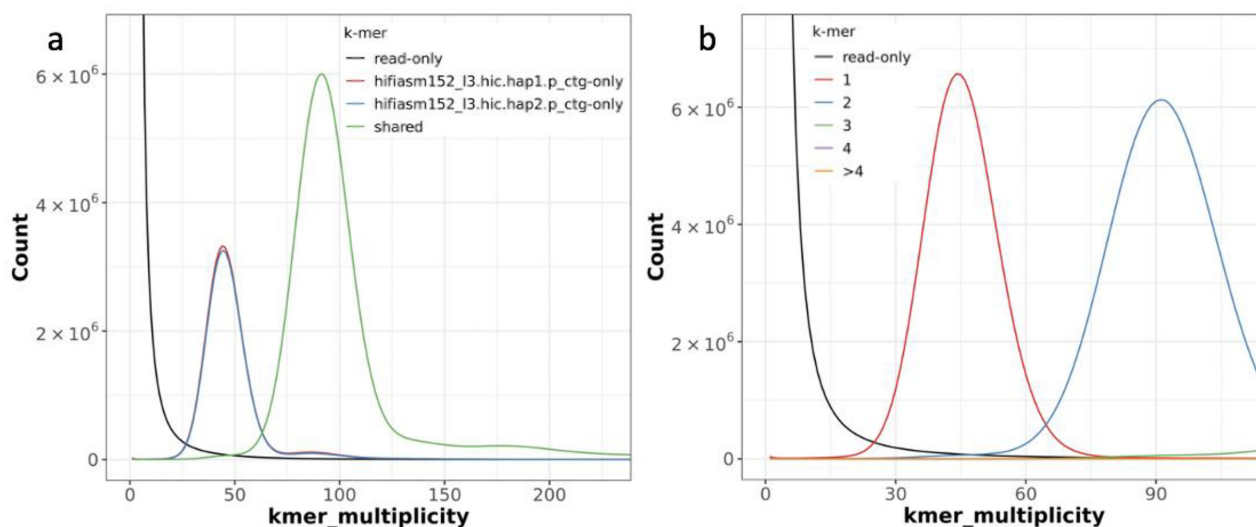 a
k-mer
read-only
hifiasm152_l3.hic.hap1.p_ctg-only
hifiasm152_l3.hic.hap2.p_ctg-only
shared
6 × 10⁶
4 × 10⁶
2 × 10⁶
0
Count
0 50 100 150 200
kmer_multiplicity
b
k-mer
read-only
1
2
3
4
>4
6 × 10⁶
4 × 10⁶
2 × 10⁶
0
Count
0 30 60 90
kmer_multiplicity